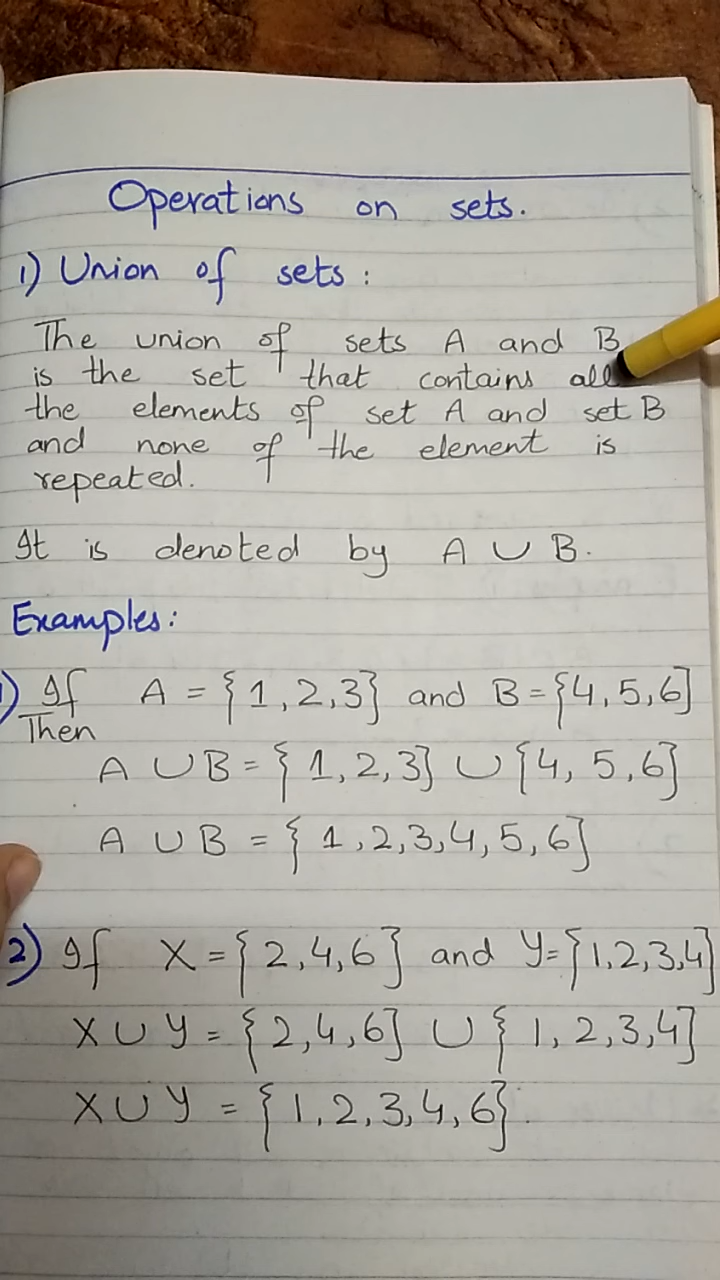 Operations on sets.
1) Union of sets :
The union of sets A and B
is the set that contains all
the elements of set A and set B
and none of the element is
repeated.
It is denoted by A ∪ B.
Examples:
1) If A = {1,2,3} and B = {4,5,6}
Then
A ∪ B = {1,2,3} ∪ {4,5,6}
A ∪ B = {1,2,3,4,5,6}
2) If X = {2,4,6} and Y = {1,2,3,4}
X ∪ Y = {2,4,6} ∪ {1,2,3,4}
X ∪ Y = {1,2,3,4,6}.